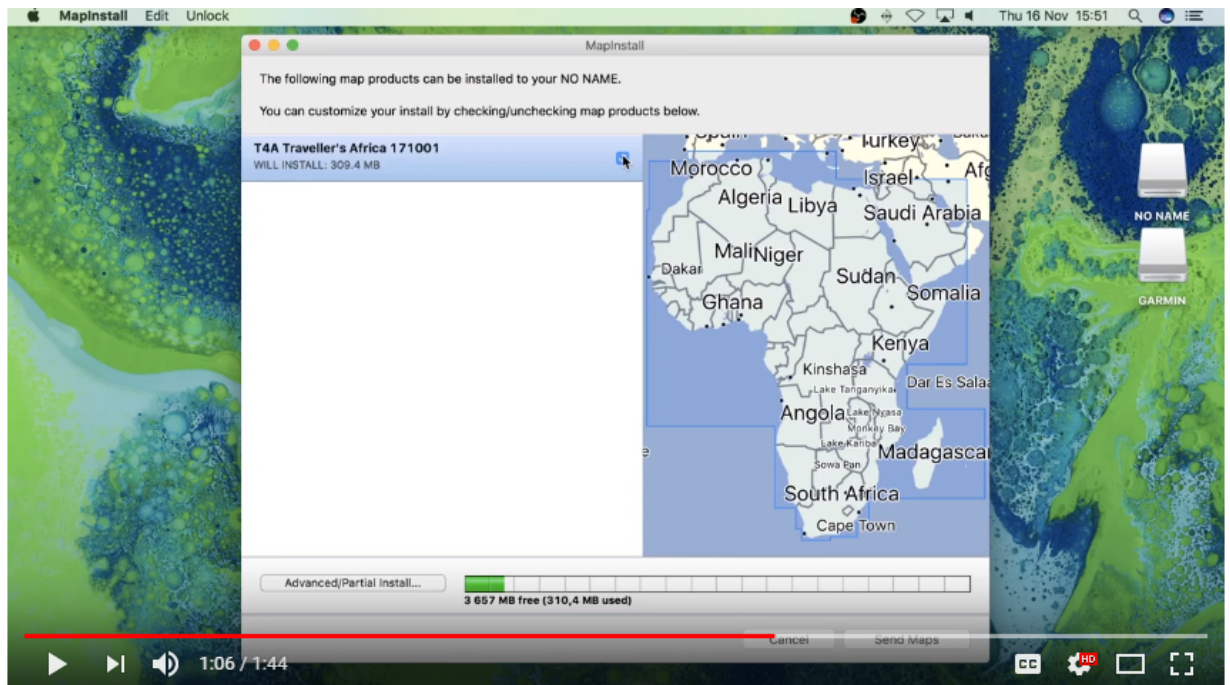 MapInstall Edit Unlock Thu 16 Nov 15:51
MapInstall
The following map products can be installed to your NO NAME.
You can customize your install by checking/unchecking map products below.
T4A Traveller's Africa 171001
WILL INSTALL: 309.4 MB
Spain
Turkey
Morocco
Israel
Afg
Algeria
Libya
Saudi Arabia
NO NAME
Mali
Niger
Dakar
Sudan
Somalia
Ghana
GARMIN
Kenya
Kinshasa
Lake Tanganyika
Dar Es Salaa
Angola
Lake Nyasa
Monkey Bay
Lake Kariba
Madagascar
Sowa Pan
South Africa
Cape Town
Advanced/Partial Install...
3 657 MB free (310,4 MB used)
Cancel
Send Maps
1:06 / 1:44
CC
HD